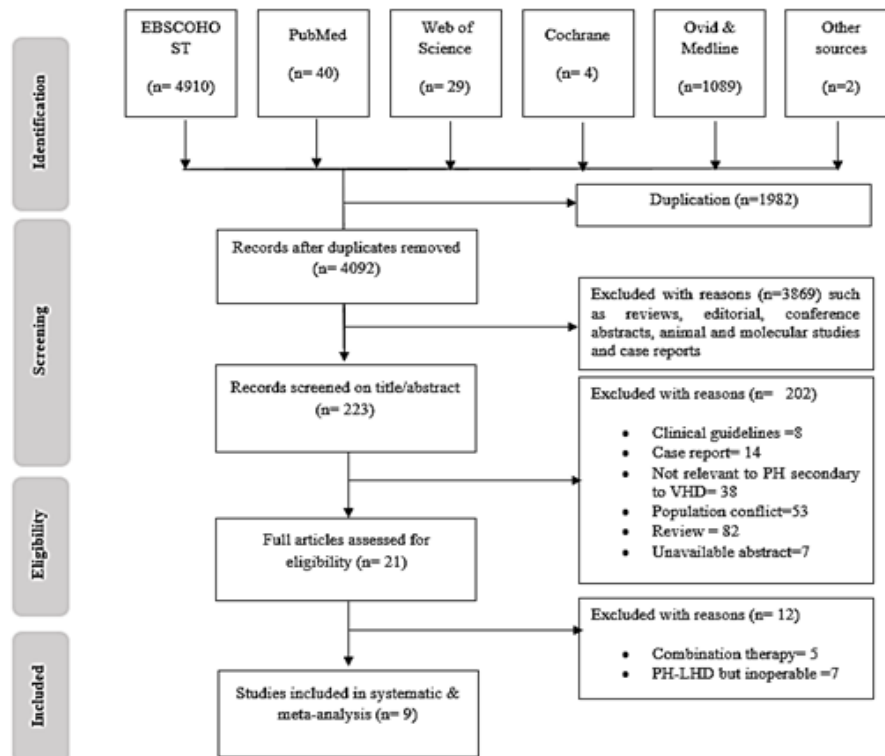 Identification
EBSCOHO
ST
(n= 4910)
PubMed
(n= 40)
Web of
Science
(n= 29)
Cochrane
(n= 4)
Ovid &
Medline
(n=1089)
Other
sources
(n=2)
Duplication (n=1982)
Screening
Records after duplicates removed
(n= 4092)
Excluded with reasons (n=3869) such
as reviews, editorial, conference
abstracts, animal and molecular studies
and case reports
Records screened on title/abstract
(n= 223)
Excluded with reasons (n= 202)
• Clinical guidelines =8
• Case report= 14
• Not relevant to PH secondary
to VHD= 38
• Population conflict=53
• Review = 82
• Unavailable abstract=7
Eligibility
Full articles assessed for
eligibility (n= 21)
Excluded with reasons (n= 12)
• Combination therapy= 5
• PH-LHD but inoperable =7
Included
Studies included in systematic &
meta-analysis
(n= 9)